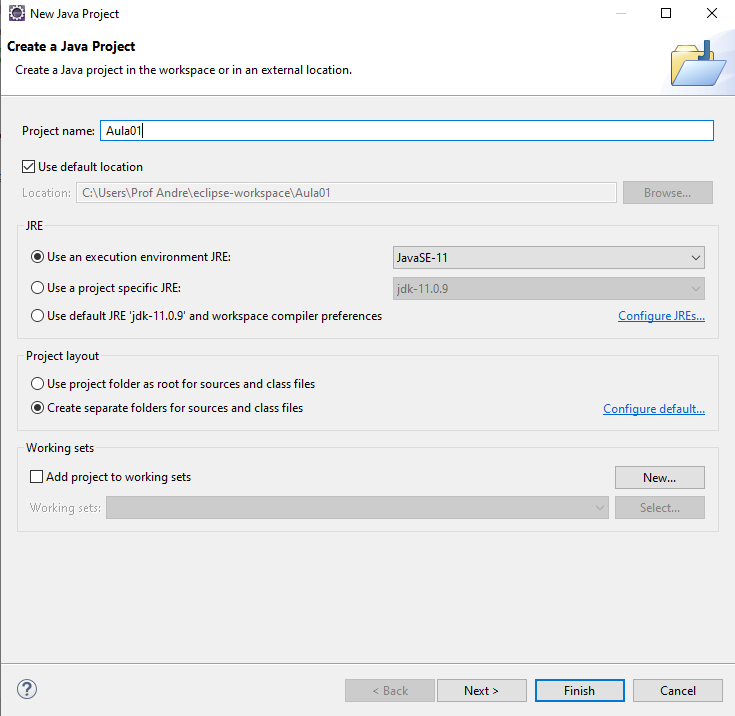 New Java Project
Create a Java Project
Create a Java project in the workspace or in an external location.
Project name: Aula01
Use default location
Location: C:\Users\Prof Andre\eclipse-workspace\Aula01 Browse...
JRE
Use an execution environment JRE: JavaSE-11
Use a project specific JRE: jdk-11.0.9
Use default JRE 'jdk-11.0.9' and workspace compiler preferences Configure JREs...
Project layout
Use project folder as root for sources and class files
Create separate folders for sources and class files Configure default...
Working sets
Add project to working sets New...
Working sets: Select...
? < Back Next > Finish Cancel